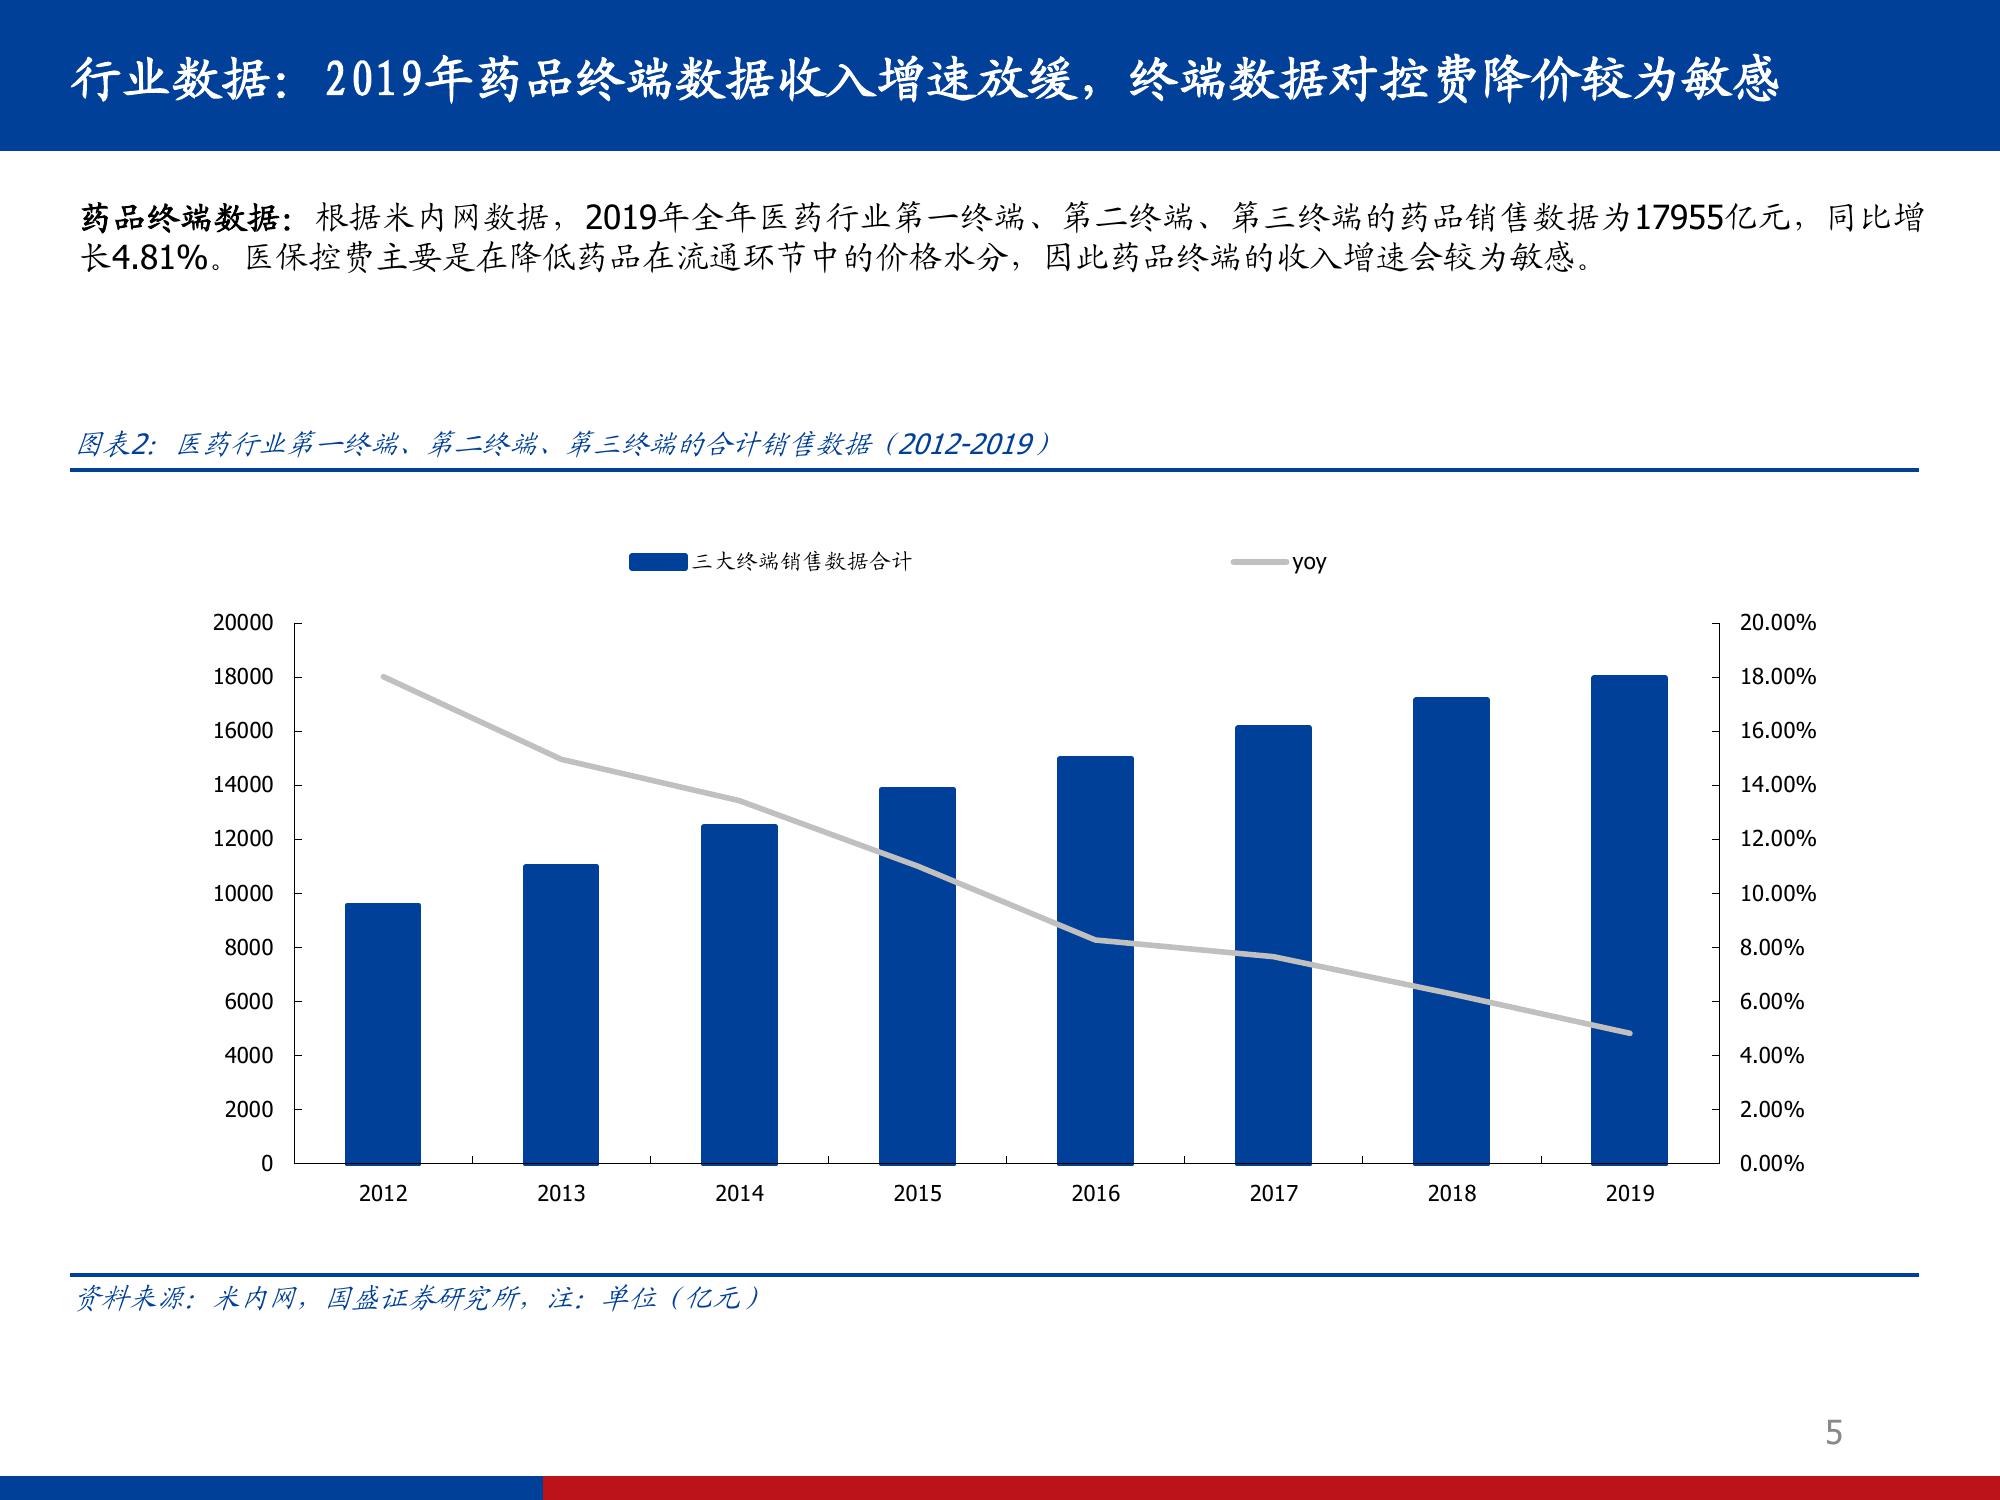 行业数据：2019年药品终端数据收入增速放缓，终端数据对控费降价较为敏感
药品终端数据：根据米内网数据，2019年全年医药行业第一终端、第二终端、第三终端的药品销售数据为17955亿元，同比增
长4.81%。医保控费主要是在降低药品在流通环节中的价格水分，因此药品终端的收入增速会较为敏感。
图表2：医药行业第一终端、第二终端、第三终端的合计销售数据（2012-2019）
三大终端销售数据合计 yoy
20000 20.00%
18000 18.00%
16000 16.00%
14000 14.00%
12000 12.00%
10000 10.00%
8000 8.00%
6000 6.00%
4000 4.00%
2000 2.00%
0 0.00%
2012 2013 2014 2015 2016 2017 2018 2019
资料来源：米内网，国盛证券研究所，注：单位（亿元）
5